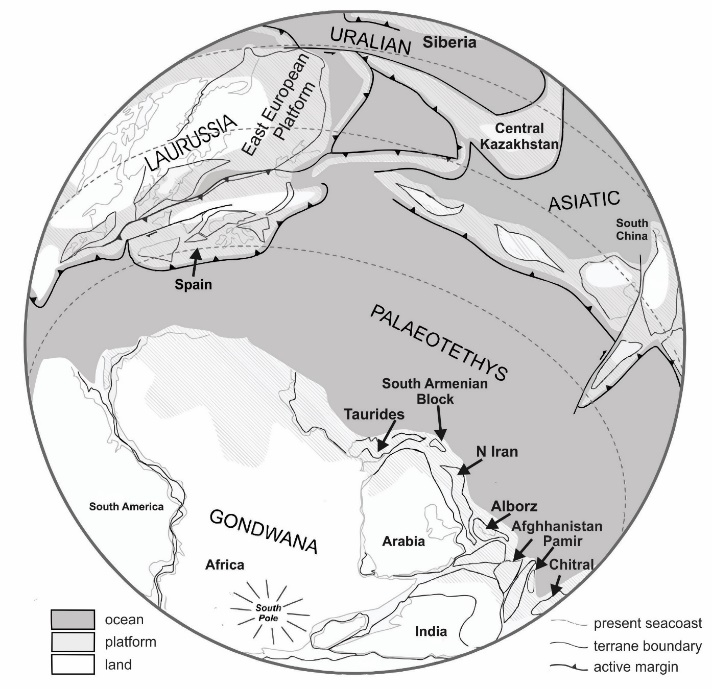 URALIAN
Siberia
East European
Platform
LAURUSSIA
Central
Kazakhstan
ASIATIC
South
China
Spain
PALAEOTETHYS
South Armenian
Block
Taurides
N Iran
Alborz
Afghhanistan
Pamir
Chitral
South America
GONDWANA
Arabia
Africa
South
Pole
India
ocean
platform
land
present seacoast
terrane boundary
active margin